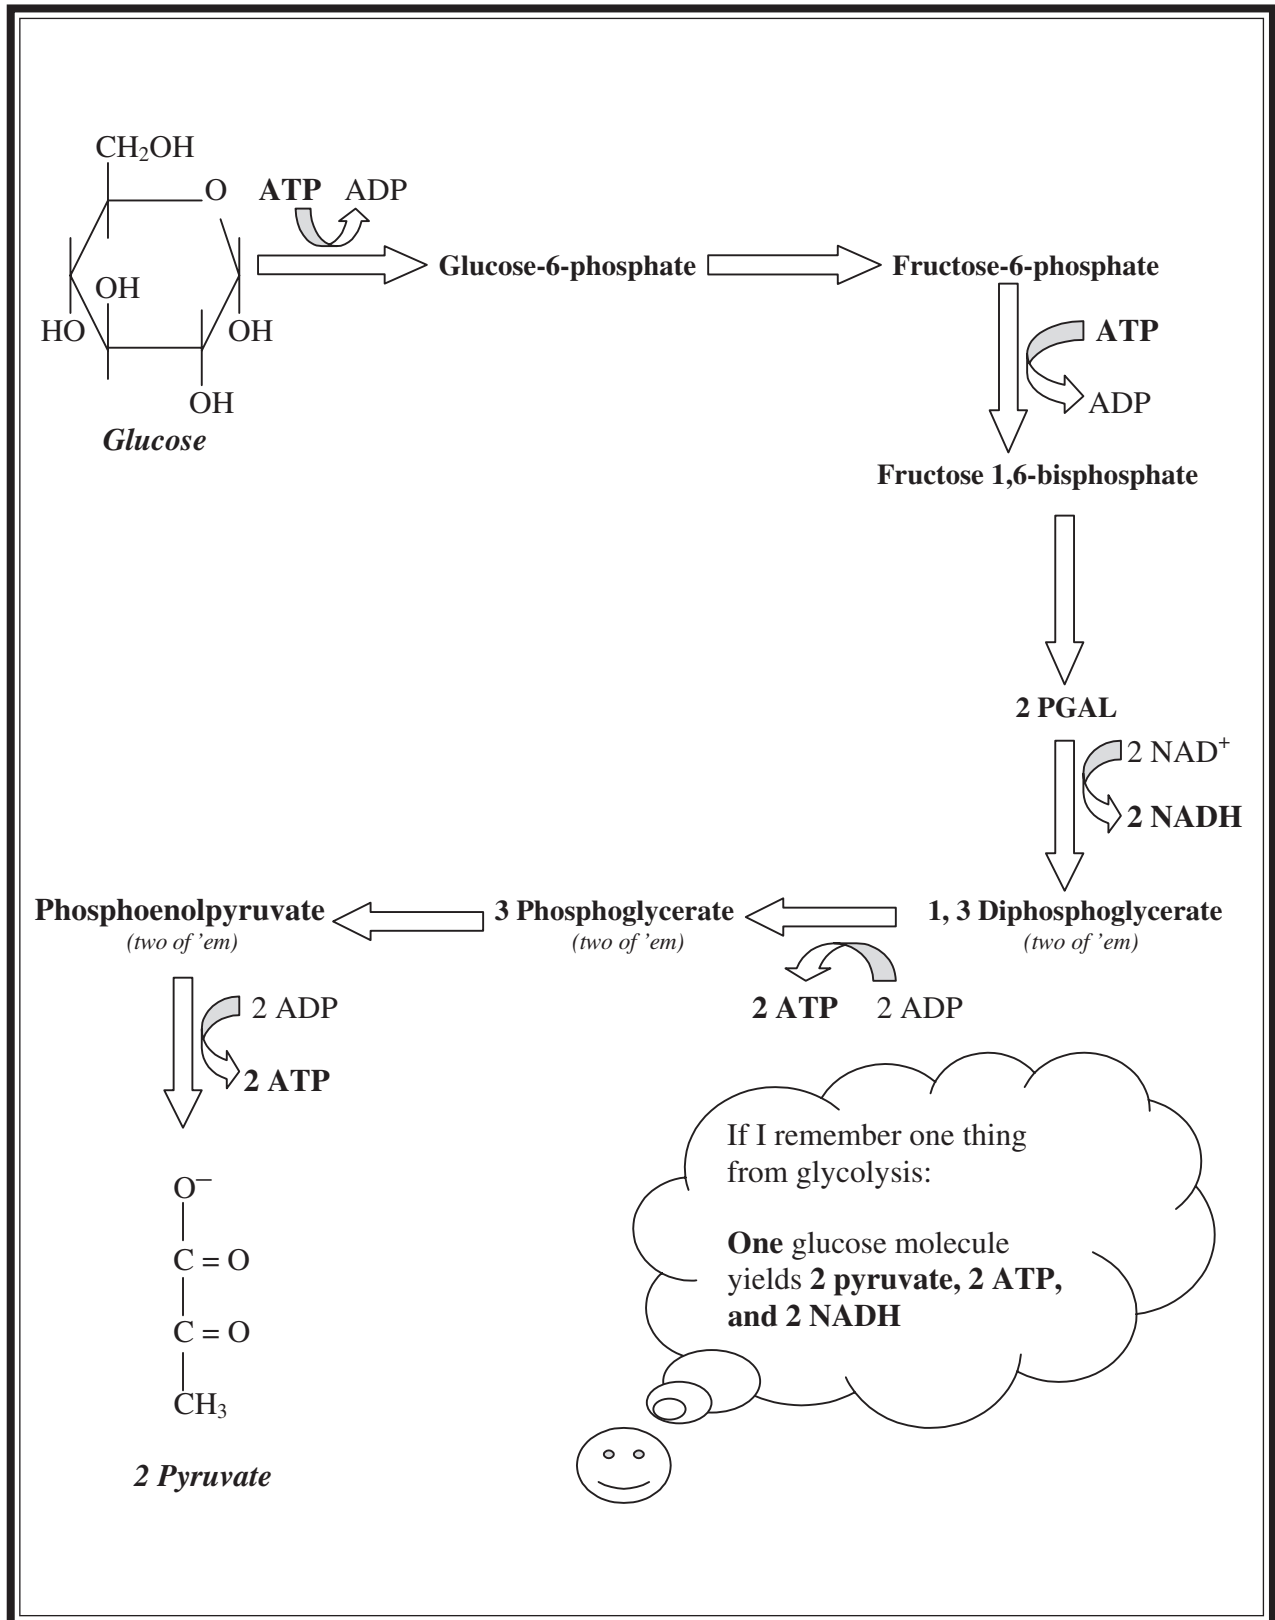 CH₂OH
O
ATP ADP
Glucose-6-phosphate
Fructose-6-phosphate
OH
HO
OH
OH
Glucose
ATP
ADP
Fructose 1,6-bisphosphate
2 PGAL
2 NAD⁺
2 NADH
Phosphoenolpyruvate
(two of ’em)
3 Phosphoglycerate
(two of ’em)
1, 3 Diphosphoglycerate
(two of ’em)
2 ATP 2 ADP
2 ADP
2 ATP
If I remember one thing
from glycolysis:
One glucose molecule
yields 2 pyruvate, 2 ATP,
and 2 NADH
O⁻
C = O
C = O
CH₃
2 Pyruvate